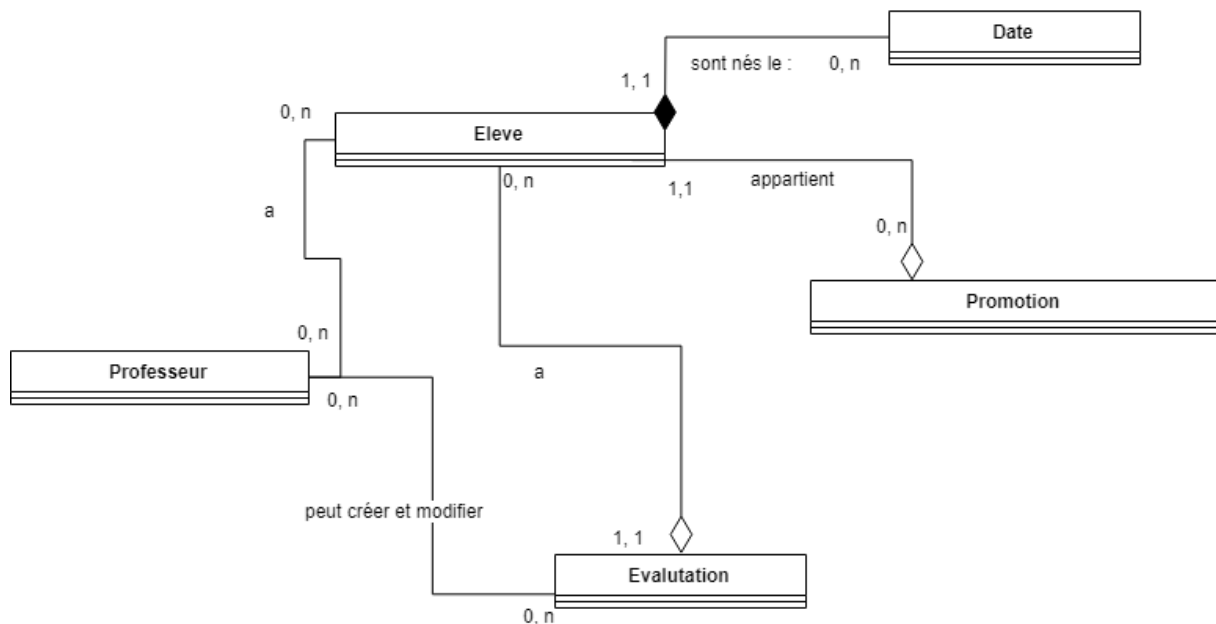 Date
sont nés le :
0, n
1, 1
0, n
Eleve
0, n
1,1
appartient
a
0, n
Promotion
0, n
Professeur
0, n
a
peut créer et modifier
1, 1
Evalutation
0, n